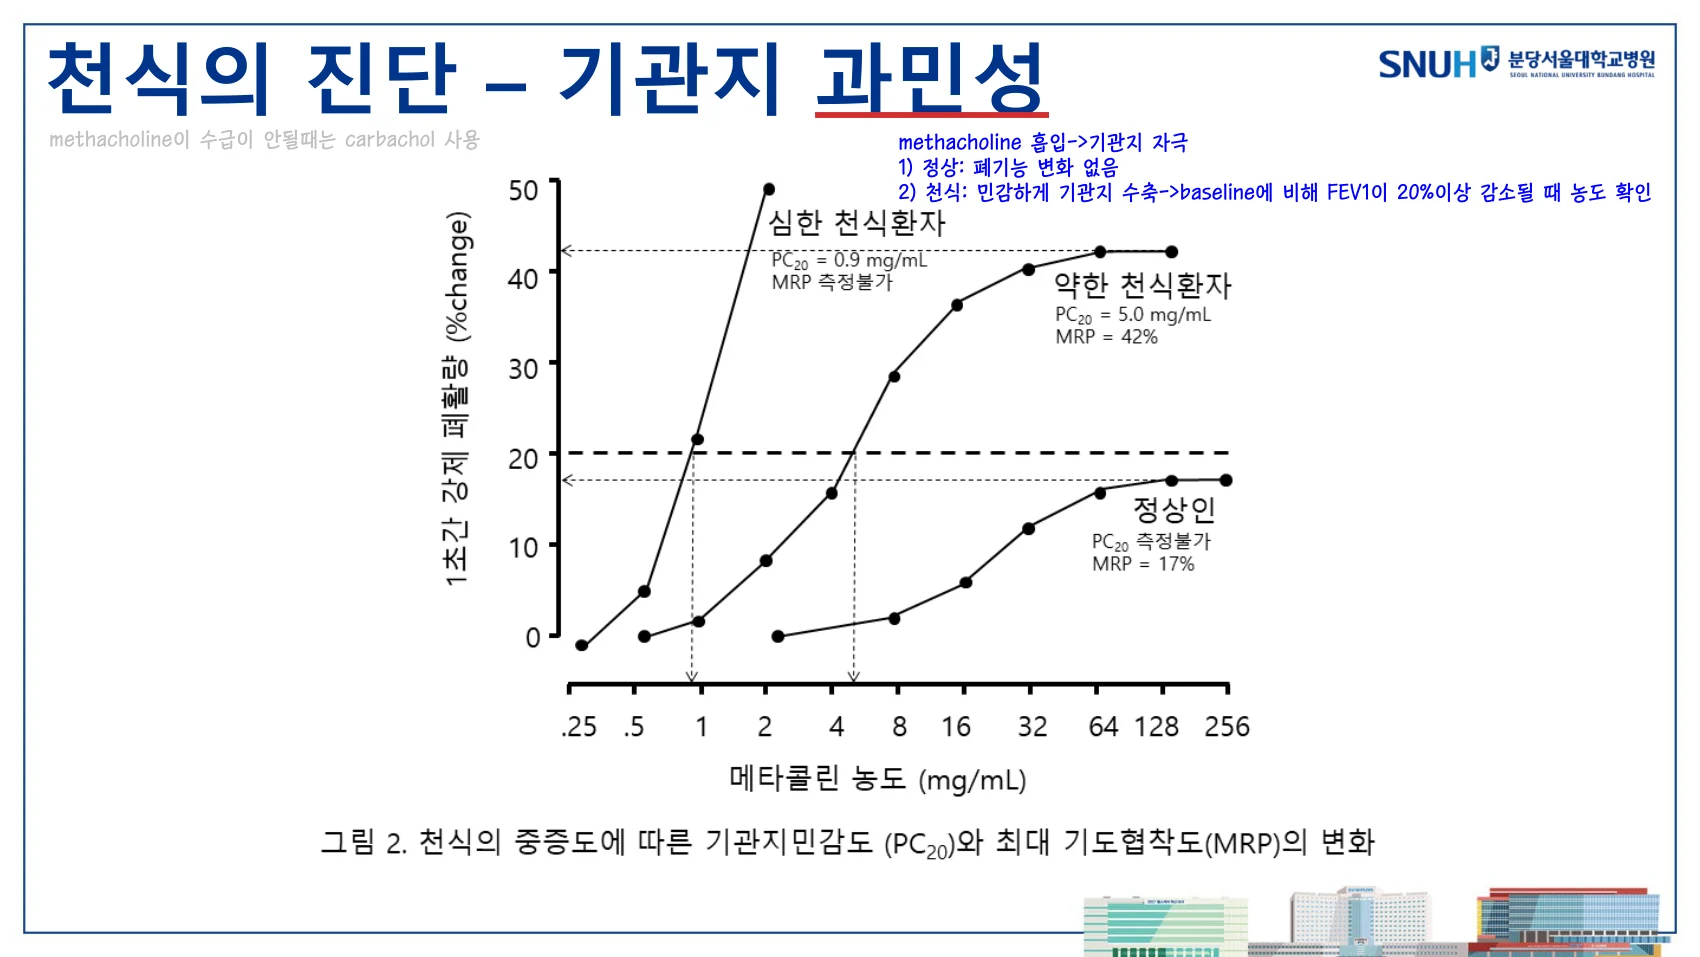 천식의 진단 – 기관지 과민성
SNUH 분당서울대학교병원
SEOUL NATIONAL UNIVERSITY BUNDANG HOSPITAL
methacholine이 수급이 안될때는 carbachol 사용
methacholine 흡입->기관지 자극
1) 정상: 폐기능 변화 없음
2) 천식: 민감하게 기관지 수축->baseline에 비해 FEV1이 20%이상 감소될 때 농도 확인
1초간 강제 폐활량 (%change)
50
40
30
20
10
0
심한 천식환자
PC20 = 0.9 mg/mL
MRP 측정불가
약한 천식환자
PC20 = 5.0 mg/mL
MRP = 42%
정상인
PC20 측정불가
MRP = 17%
.25 .5 1 2 4 8 16 32 64 128 256
메타콜린 농도 (mg/mL)
그림 2. 천식의 중증도에 따른 기관지민감도 (PC20)와 최대 기도협착도(MRP)의 변화